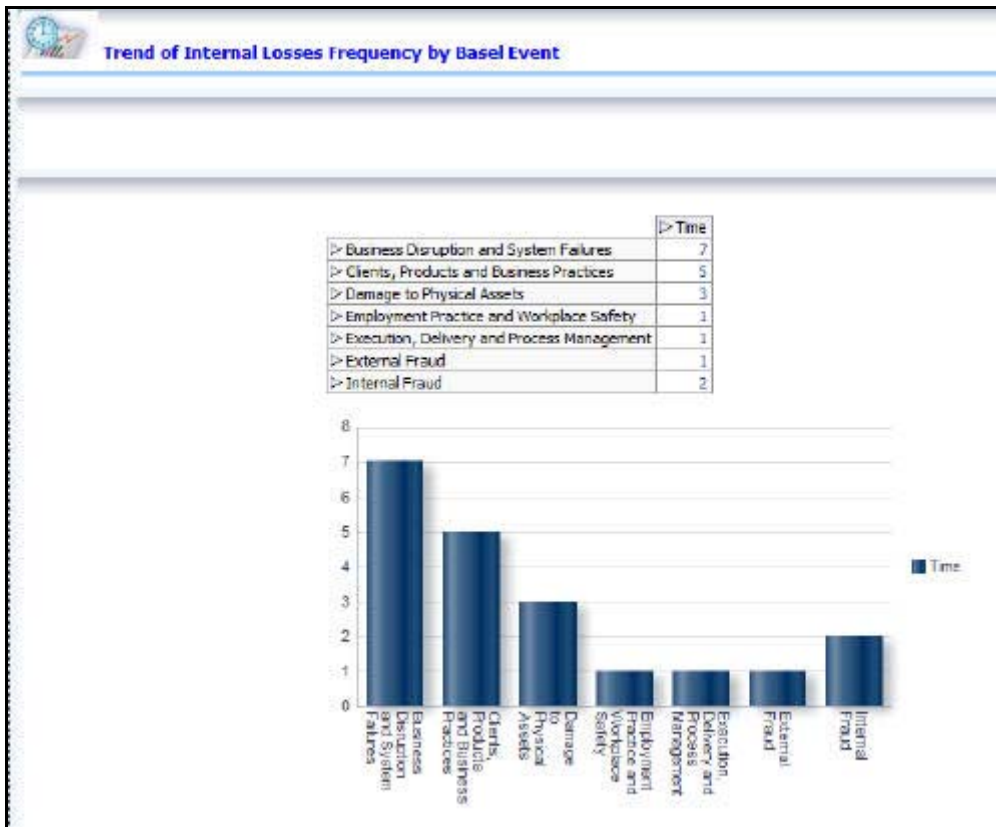 Trend of Internal Losses Frequency by Basel Event
Time
Business Disruption and System Failures 7
Clients, Products and Business Practices 5
Damage to Physical Assets 3
Employment Practice and Workplace Safety 1
Execution, Delivery and Process Management 1
External Fraud 1
Internal Fraud 2
8
7
6
5
4
3
2
1
0
Time
Business
Disruption
and System
Failures
Clients,
Products
and Business
Practices
Damage
to
Physical
Assets
Employment
Practice and
Workplace
Safety
Execution,
Delivery and
Process
Management
External
Fraud
Internal
Fraud